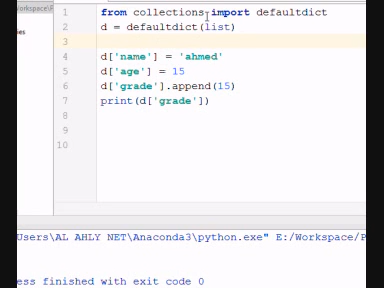 Workspace\P
1 from collections import defaultdict
2 d = defaultdict(list)
3
ies
4 d['name'] = 'ahmed'
5 d['age'] = 15
6 d['grade'].append(15)
7 print(d['grade'])
8
9
10
Users\AL AHLY NET\Anaconda3\python.exe" E:/Workspace/P
ess finished with exit code 0